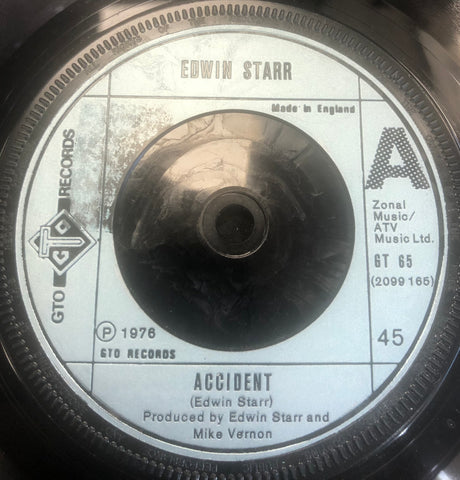 EDWIN STARR
Made in England
A
Zonal
Music/
ATV
Music Ltd.
GT 65
(2099 165)
45
GTO RECORDS
GTO
℗ 1976
GTO RECORDS
ACCIDENT
(Edwin Starr)
Produced by Edwin Starr and
Mike Vernon